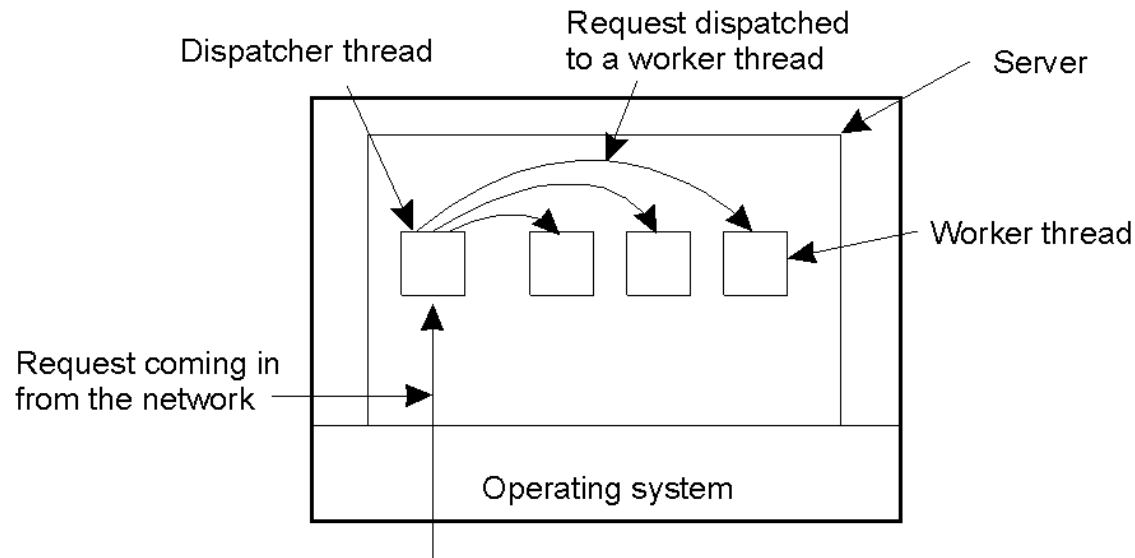 Request dispatched
to a worker thread
Dispatcher thread
Server
Worker thread
Request coming in
from the network
Operating system